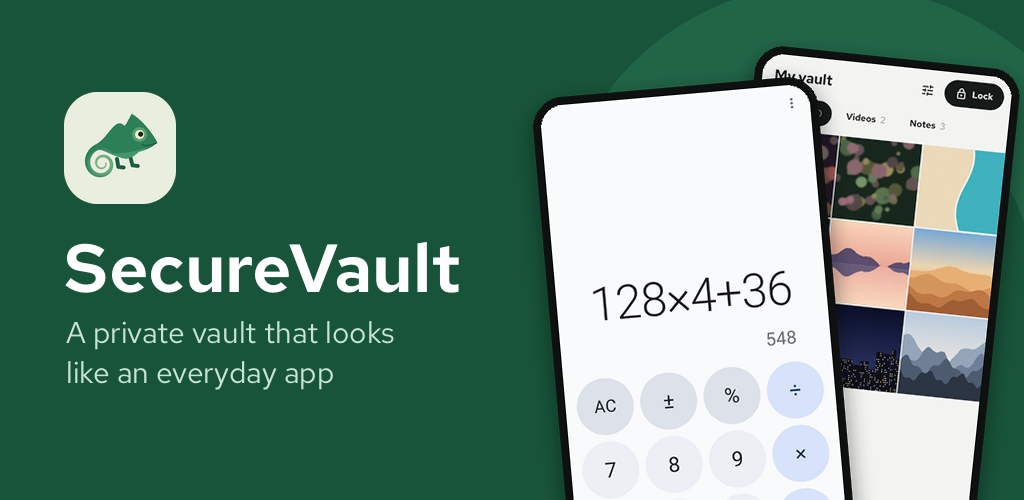 SecureVault
A private vault that looks
like an everyday app
128×4+36
548
AC ± % ÷
7 8 9 ×
My vault
Lock
Videos 2 Notes 3